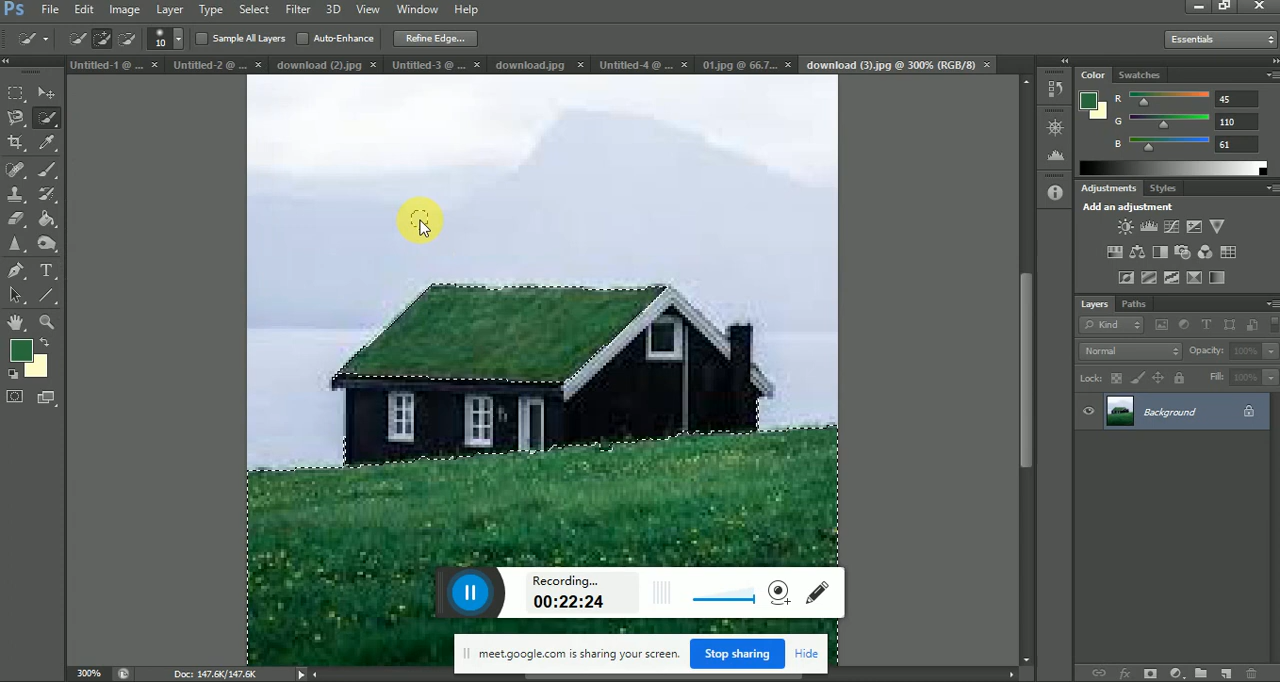 Ps File Edit Image Layer Type Select Filter 3D View Window Help
10 Sample All Layers Auto-Enhance Refine Edge... Essentials
Untitled-1 @ ... × Untitled-2 @ ... × download (2).jpg × Untitled-3 @ ... × download.jpg × Untitled-4 @ ... × 01.jpg @ 66.7... × download (3).jpg @ 300% (RGB/8) ×
Color Swatches
R 45
G 110
B 61
Adjustments Styles
Add an adjustment
Layers Paths
Kind
Normal Opacity: 100%
Lock: Fill: 100%
Background
Recording...
00:22:24
meet.google.com is sharing your screen. Stop sharing Hide
300% Doc: 147.6K/147.6K